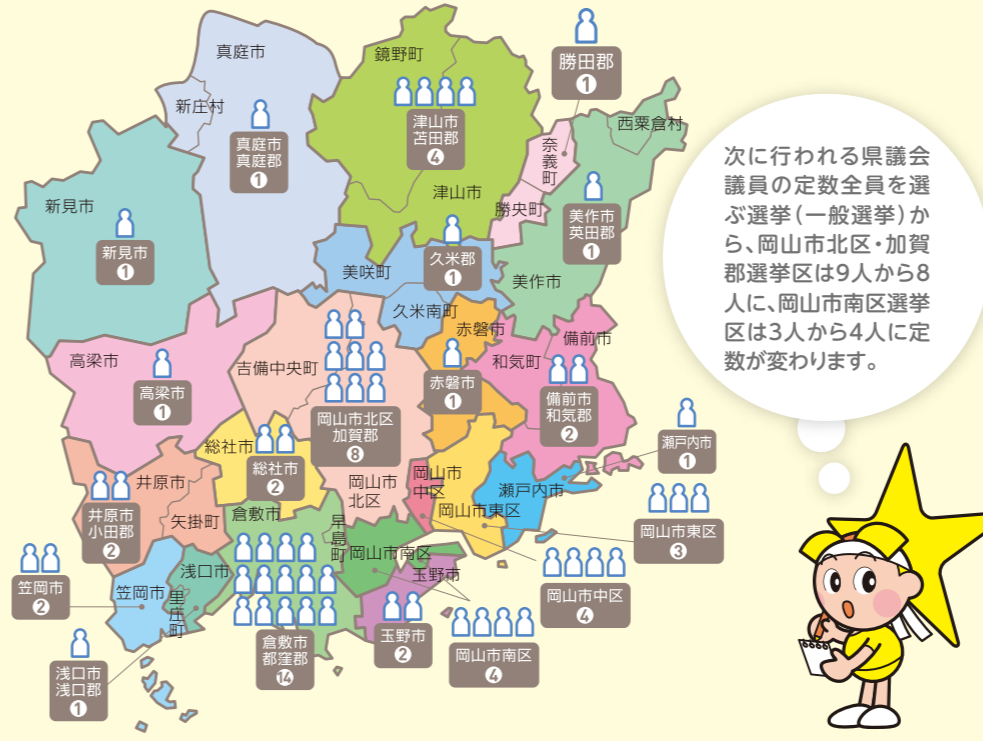 真庭市
新庄村
真庭市
真庭郡
1
鏡野町
津山市
苫田郡
4
津山市
勝田郡
1
西粟倉村
奈義町
勝央町
美作市
英田郡
1
美作市
新見市
新見市
1
美咲町
久米郡
1
久米南町
高梁市
高梁市
1
吉備中央町
岡山市北区
加賀郡
8
岡山市
北区
赤磐市
赤磐市
1
備前市
和気町
備前市
和気郡
2
瀬戸内市
1
瀬戸内市
総社市
総社市
2
井原市
井原市
小田郡
2
矢掛町
岡山市
中区
岡山市東区
岡山市東区
3
倉敷市
早島町
岡山市南区
玉野市
岡山市中区
4
笠岡市
2
笠岡市
浅口市
里庄町
倉敷市
都窪郡
14
玉野市
2
岡山市南区
4
浅口市
浅口郡
1
次に行われる県議会
議員の定数全員を選
ぶ選挙(一般選挙)か
ら、岡山市北区・加賀
郡選挙区は9人から8
人に、岡山市南区選挙
区は3人から4人に定
数が変わります。